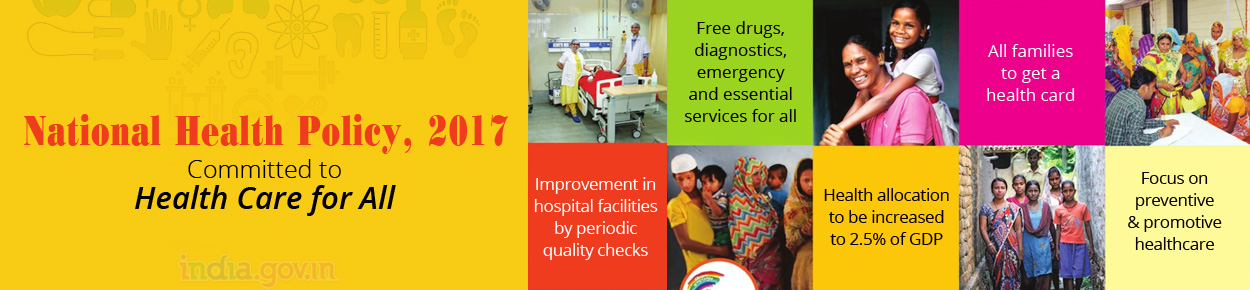 National Health Policy, 2017
Committed to
Health Care for All
india.gov.in
Free drugs,
diagnostics,
emergency
and essential
services for all
All families
to get a
health card
Improvement in
hospital facilities
by periodic
quality checks
Health allocation
to be increased
to 2.5% of GDP
Focus on
preventive
& promotive
healthcare